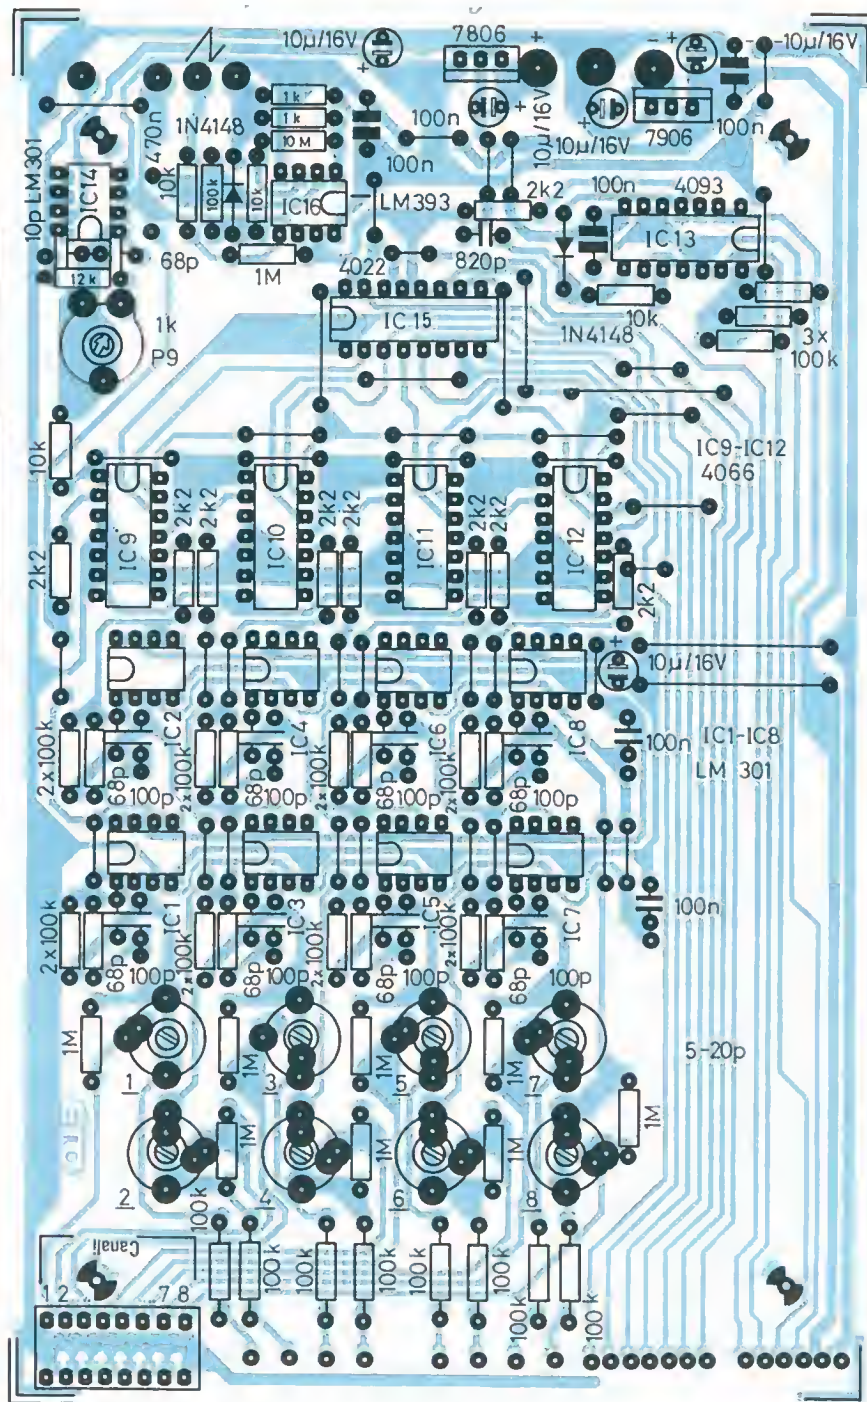 10µ/16V
7806
+
-
-10µ/16V
+
1k
1k
10M
470n
1N4148
100n
100n
10µ/16V
10µ/16V
7906
100n
10p LM301
IC14
10k
100k
10k
IC16
LM393
2k2
100n
4093
IC13
12k
68p
1M
4022
820p
1k
P9
IC15
1N4148
10k
3x
100k
10k
IC9-IC12
4066
2k2
IC9
2k2
2k2
IC10
2k2
2k2
IC11
2k2
2k2
IC12
2k2
10µ/16V
2x100k
68p
100p
IC2
2x100k
68p
100p
IC4
2x100k
68p
100p
IC6
2x100k
68p
100p
IC8
100n
IC1-IC8
LM 301
2x100k
68p
100p
IC1
2x100k
68p
100p
IC3
2x100k
68p
100p
IC5
2x100k
68p
100p
IC7
100n
1M
1
1M
3
1M
5
1M
7
5-20p
1M
2
1M
4
1M
6
1M
8
100k
100k
100k
100k
100k
100k
100k
100k
Canali
1 2 ... 7 8